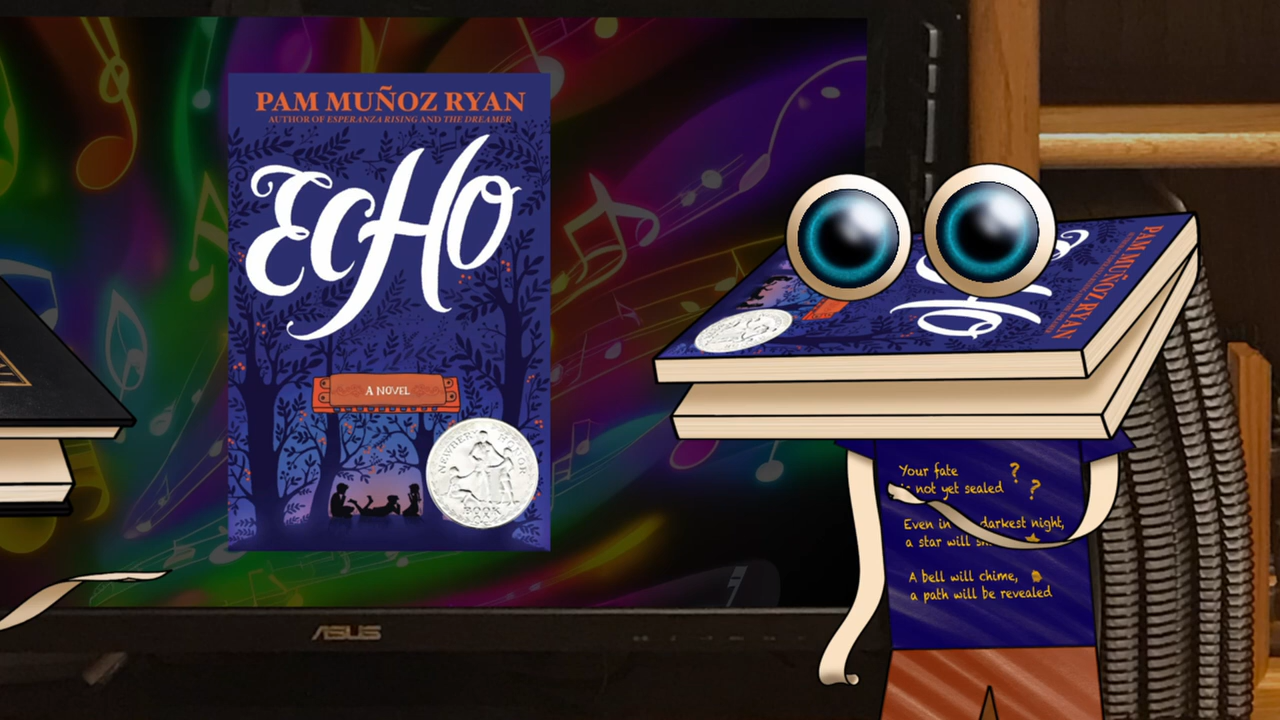 PAM MUÑOZ RYAN
AUTHOR OF ESPERANZA RISING AND THE DREAMER
ECHO
A NOVEL
NEWBERY HONOR
BOOK
ASUS
PAM MUÑOZ RYAN
Your fate ?
not yet sealed ?
Even in darkest night,
a star will
A bell will chime,
a path will be revealed